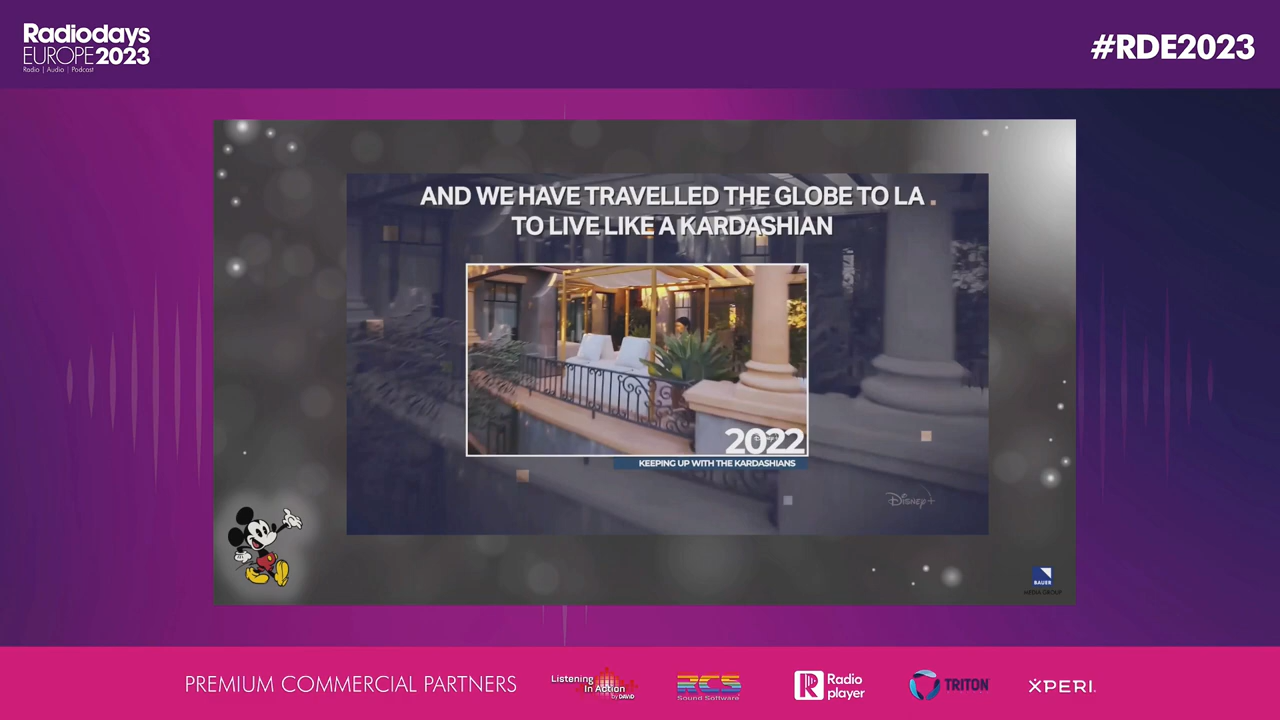 Radiodays
EUROPE 2023
Radio | Audio | Podcast
#RDE2023
AND WE HAVE TRAVELLED THE GLOBE TO LA .
TO LIVE LIKE A KARDASHIAN
2022
KEEPING UP WITH THE KARDASHIANS
Disney+
BAUER
MEDIA GROUP
PREMIUM COMMERCIAL PARTNERS
Listening
In Action
by DAVID
RCS
Sound Software
Radio
player
TRITON
XPERI.